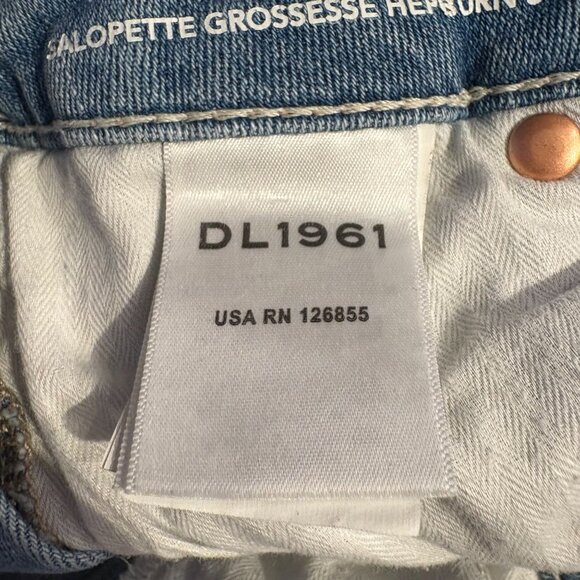 SALOPETTE GROSSESSE HEPBURN
DL1961
USA RN 126855